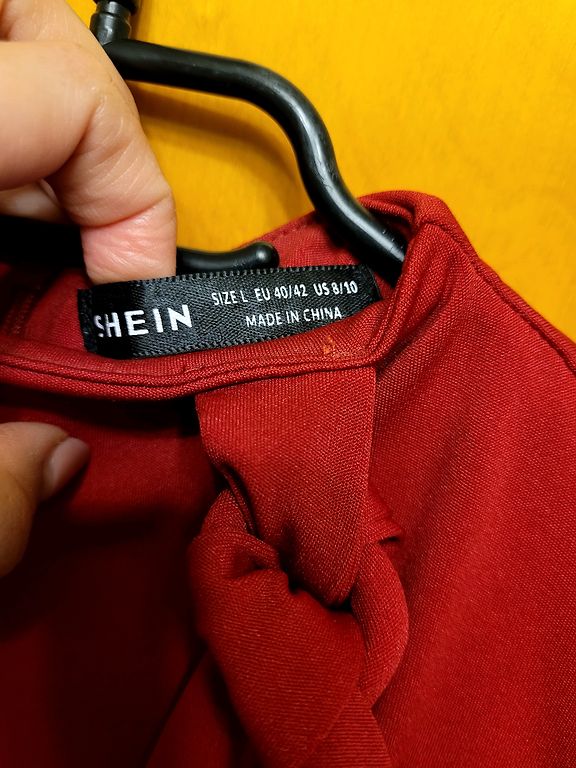 SHEIN
SIZE L EU 40/42 US 8/10
MADE IN CHINA